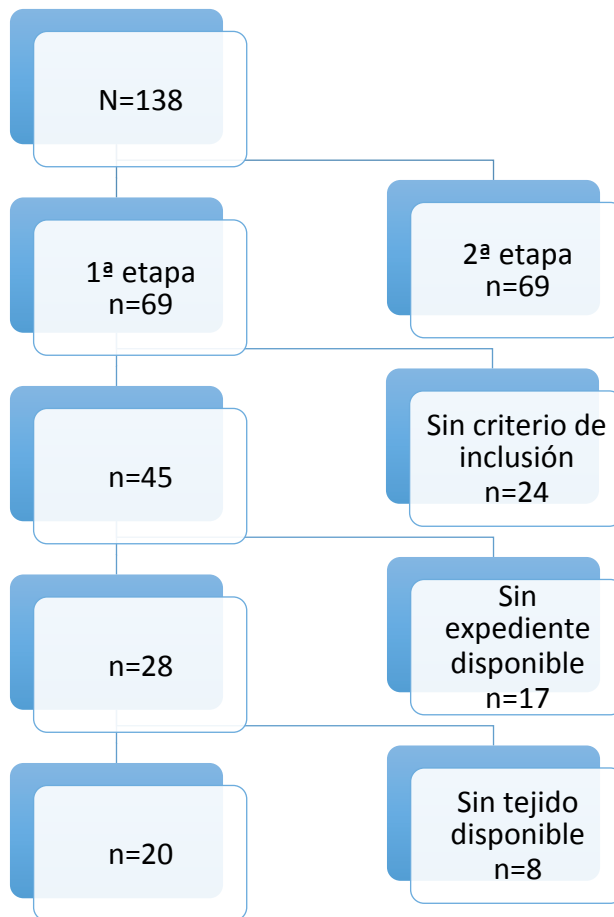 N=138
1ª etapa
n=69
2ª etapa
n=69
n=45
Sin criterio de
inclusión
n=24
n=28
Sin
expediente
disponible
n=17
n=20
Sin tejido
disponible
n=8